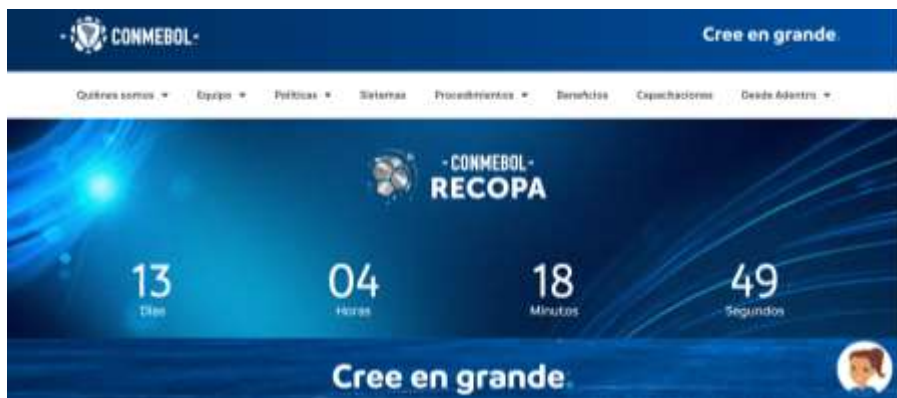 ·CONMEBOL·
Cree en grande.
Quiénes somos Equipo Políticas Sistemas Procedimientos Beneficios Capacitaciones Desde Adentro
·CONMEBOL·
RECOPA
13 04 18 49
Días Horas Minutos Segundos
Cree en grande.